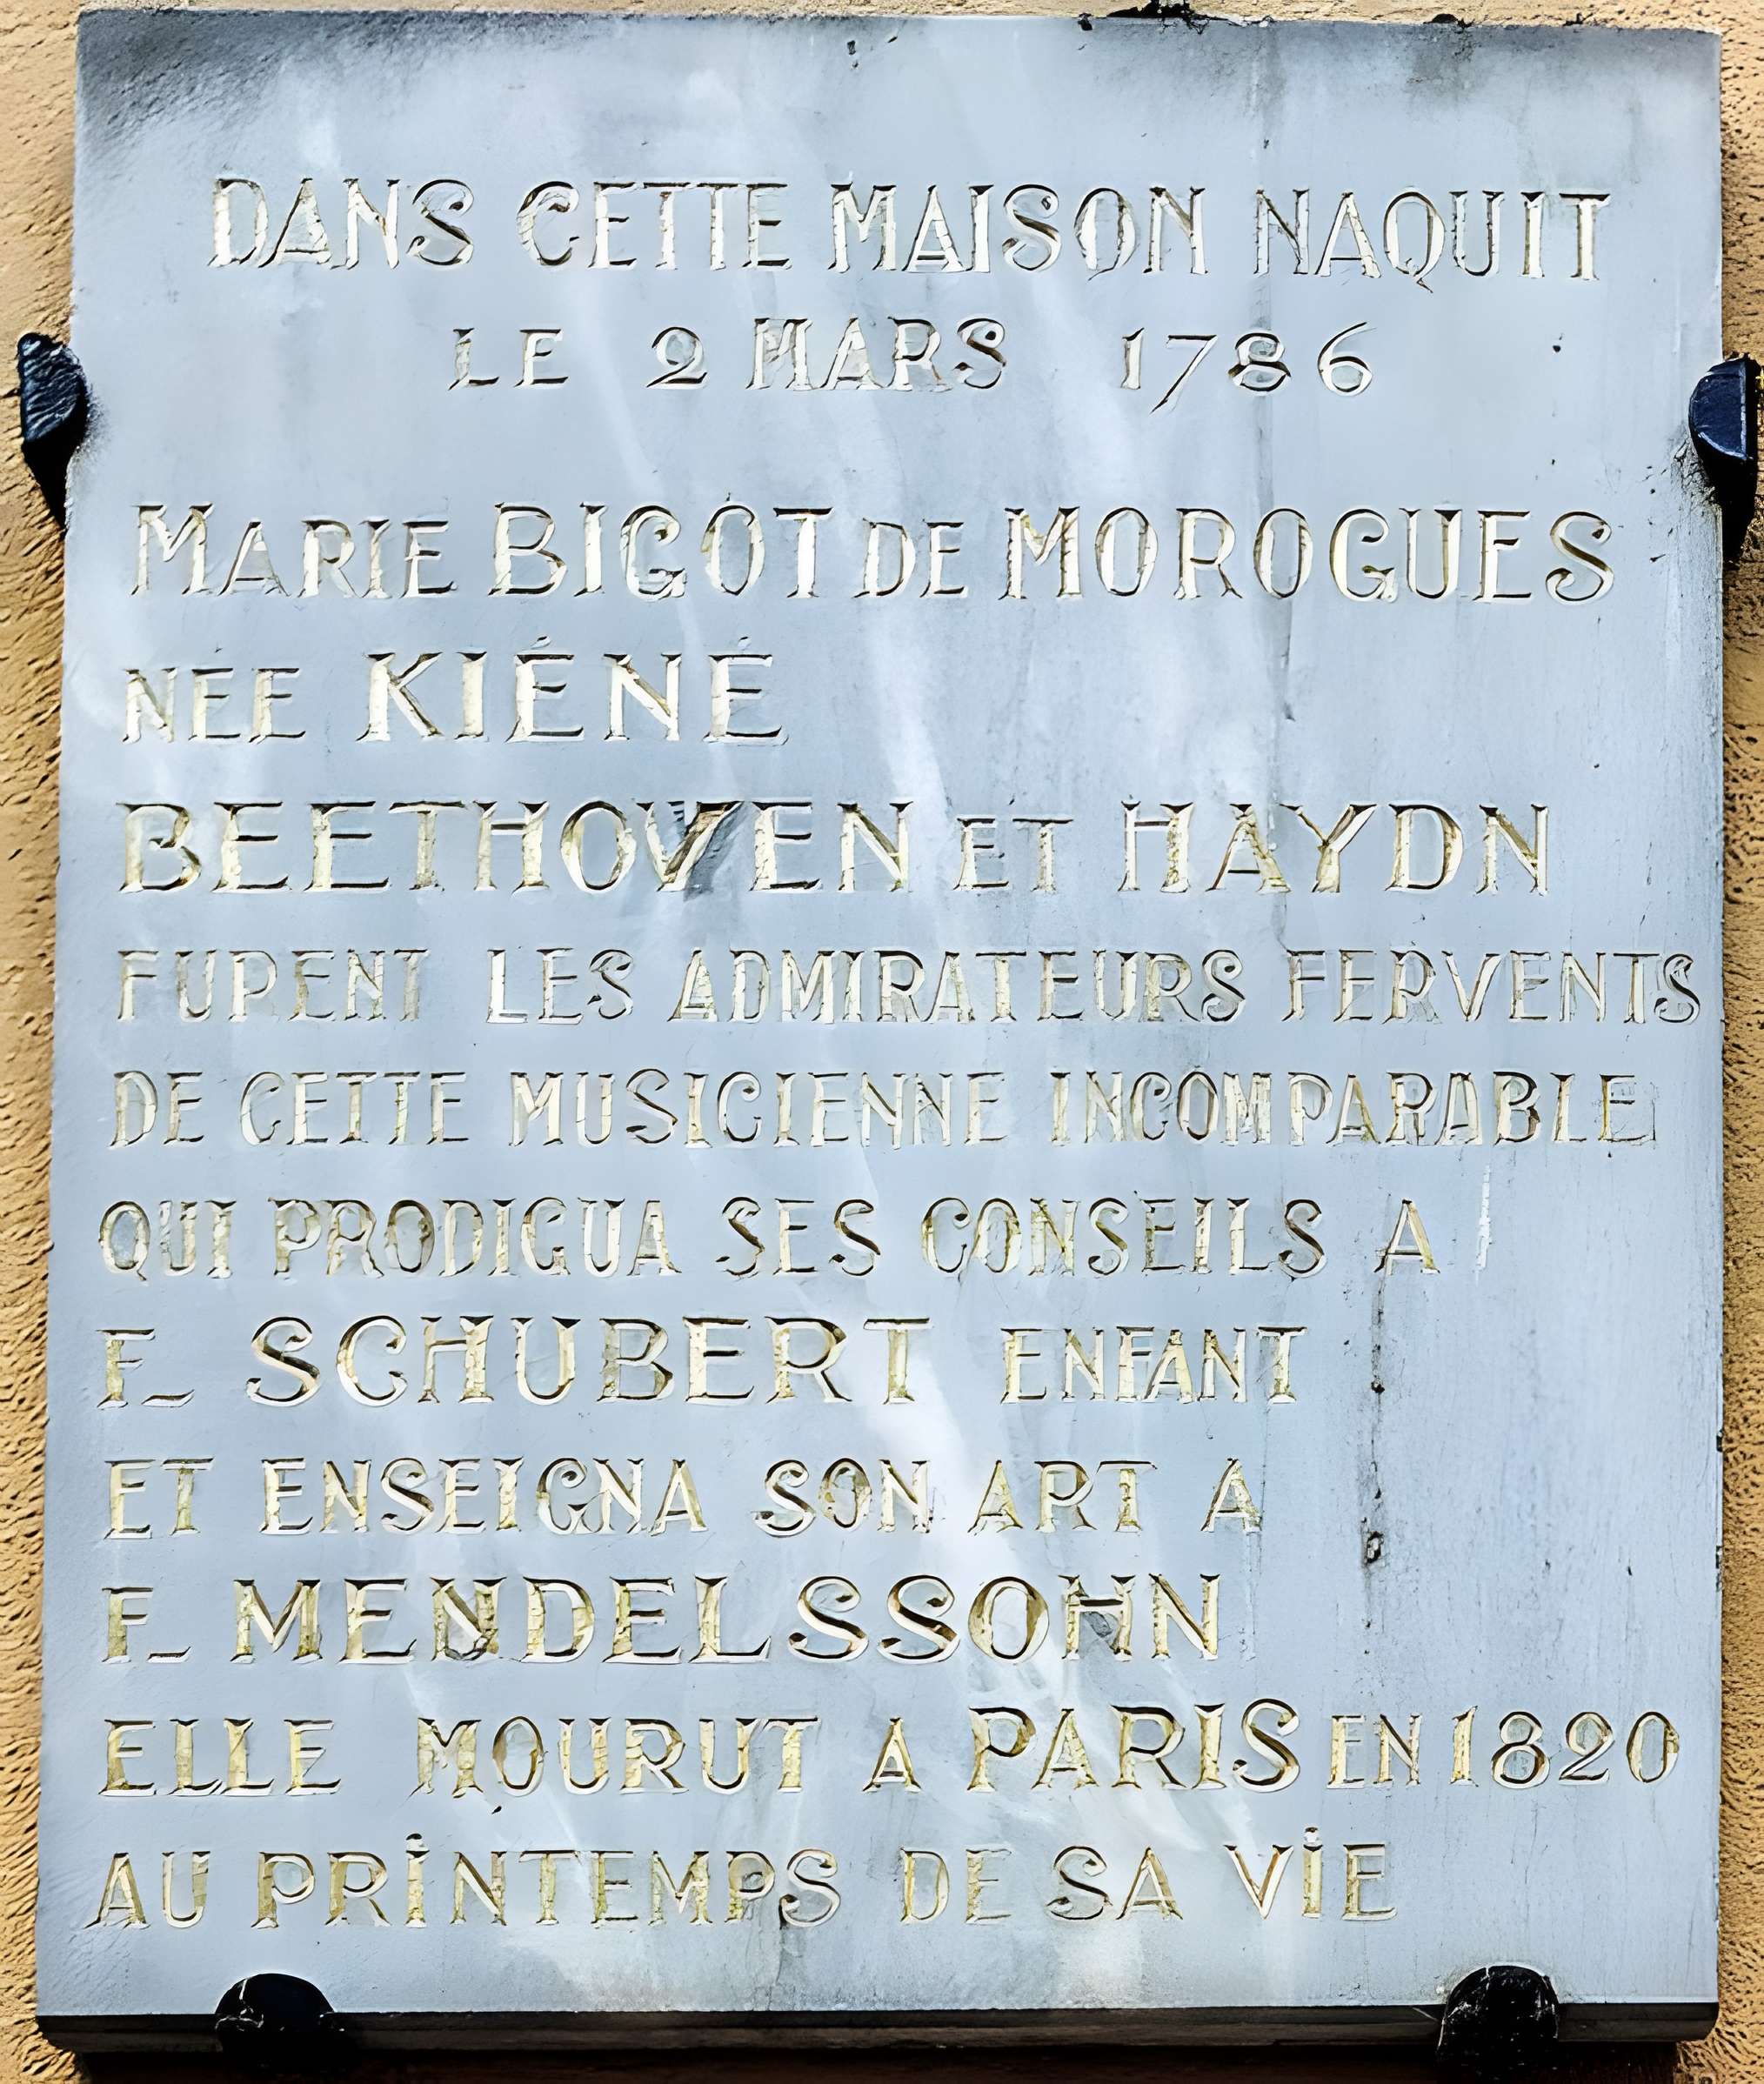 DANS CETTE MAISON NAQUIT
LE 2 MARS 1786
MARIE BIGOT DE MOROGUES
NÉE KIÉNÉ
BEETHOVEN ET HAYDN
FURENT LES ADMIRATEURS FERVENTS
DE CETTE MUSICIENNE INCOMPARABLE
QUI PRODIGUA SES CONSEILS A
F_ SCHUBERT ENFANT
ET ENSEIGNA SON ART A
F_ MENDELSSOHN
ELLE MOURUT A PARIS EN 1820
AU PRINTEMPS DE SA VIE